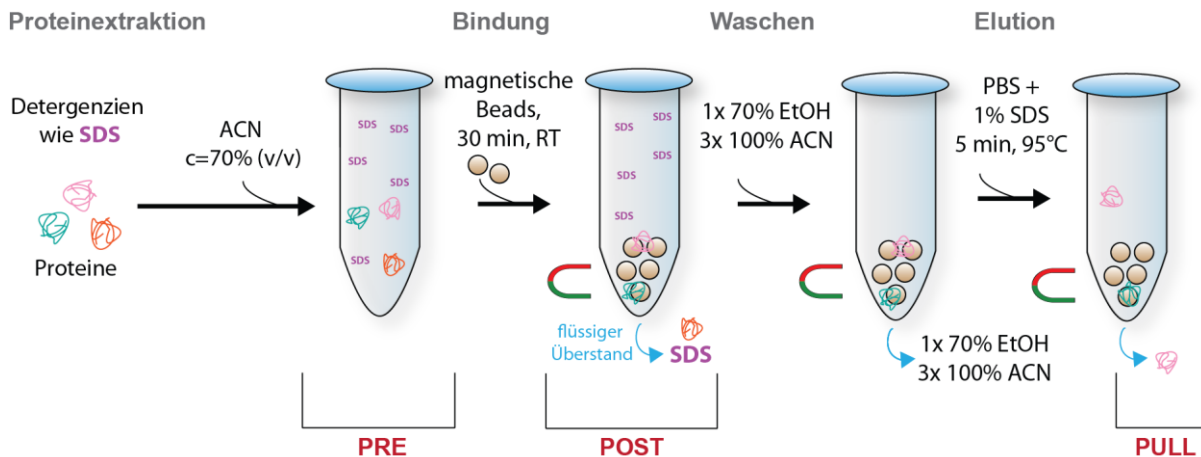 Proteinextraktion
Bindung
Waschen
Elution
Detergenzien
wie SDS
Proteine
ACN
c=70% (v/v)
SDS
SDS
SDS
SDS
SDS
magnetische
Beads,
30 min, RT
SDS
SDS
SDS
SDS
SDS
flüssiger
Überstand
SDS
1x 70% EtOH
3x 100% ACN
1x 70% EtOH
3x 100% ACN
PBS +
1% SDS
5 min, 95°C
PRE
POST
PULL